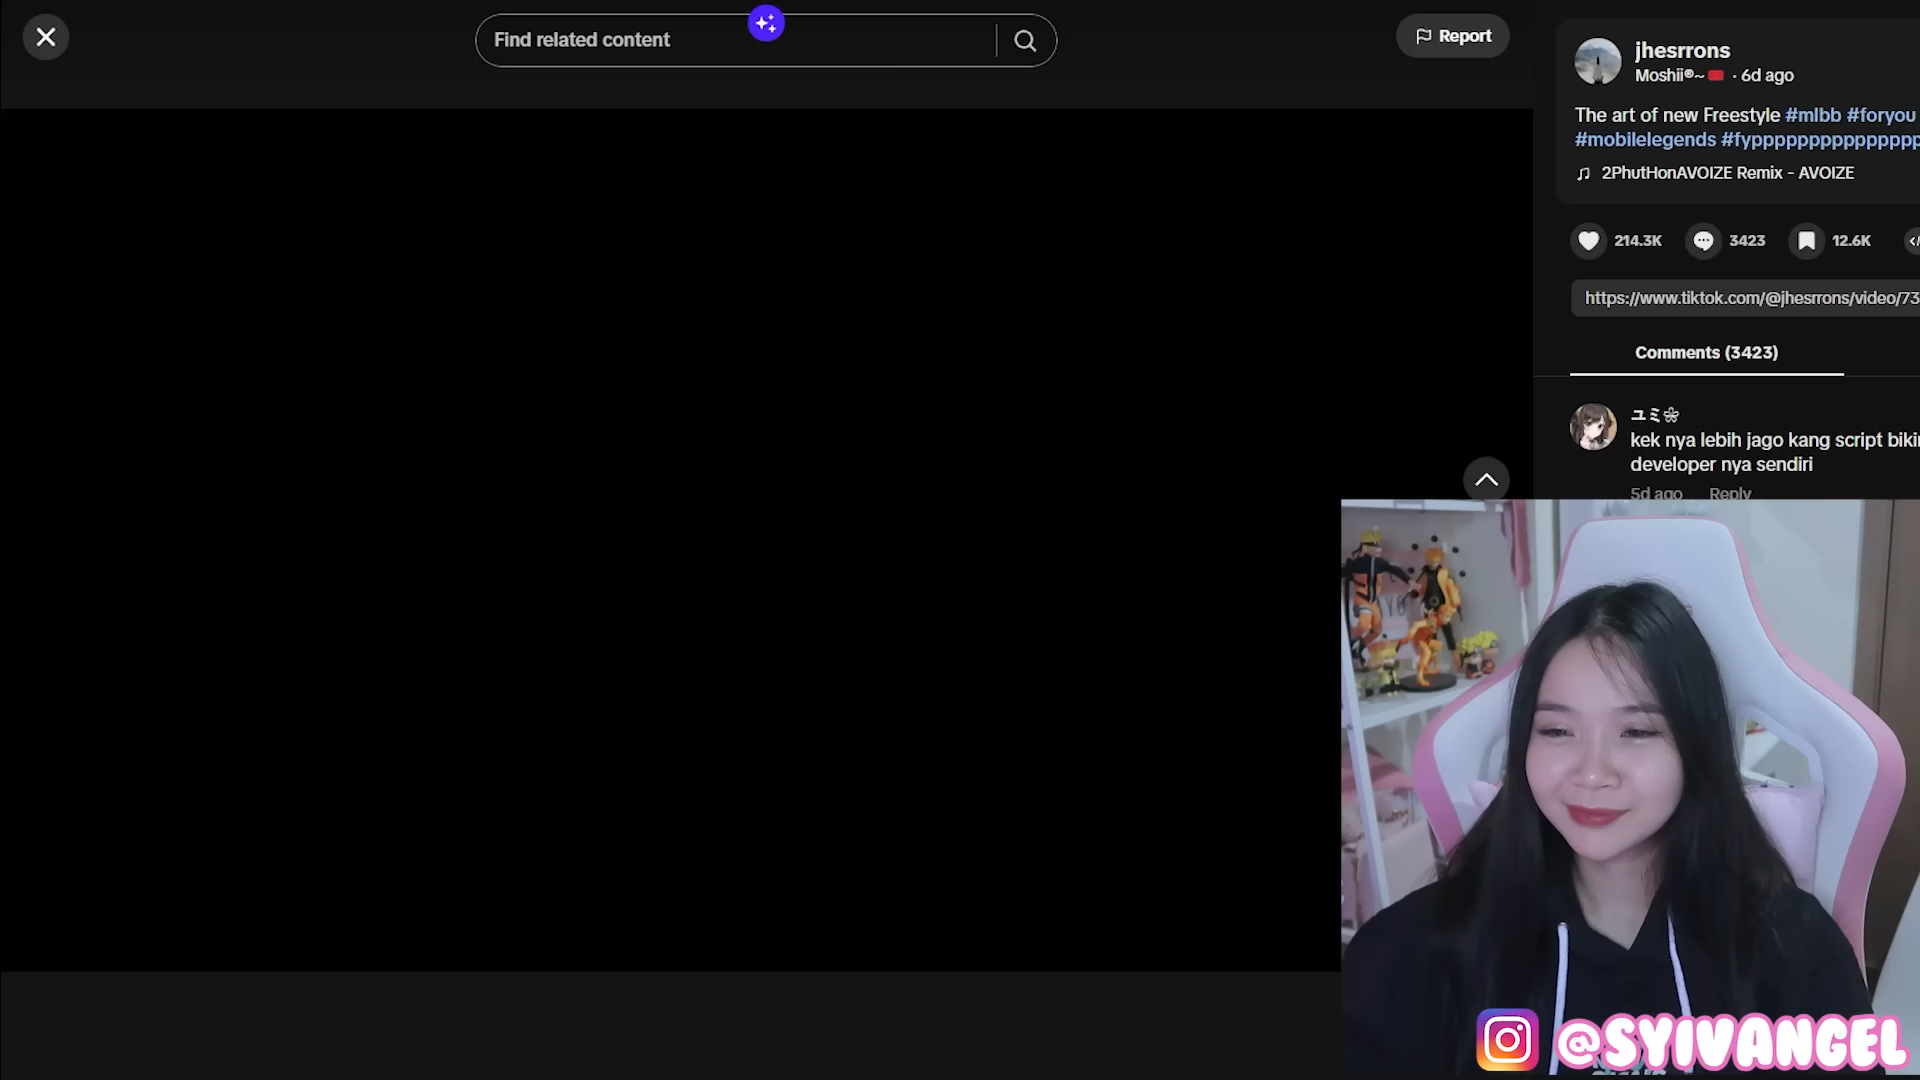 Find related content
Report
jhesrrons
Moshii®~ · 6d ago
The art of new Freestyle #mlbb #foryou
#mobilelegends #fypppppppppppppppp
2PhutHonAVOIZE Remix - AVOIZE
214.3K 3423 12.6K
https://www.tiktok.com/@jhesrrons/video/73
Comments (3423)
ユミ❀
kek nya lebih jago kang script biki
developer nya sendiri
5d ago Reply
@SYIVANGEL